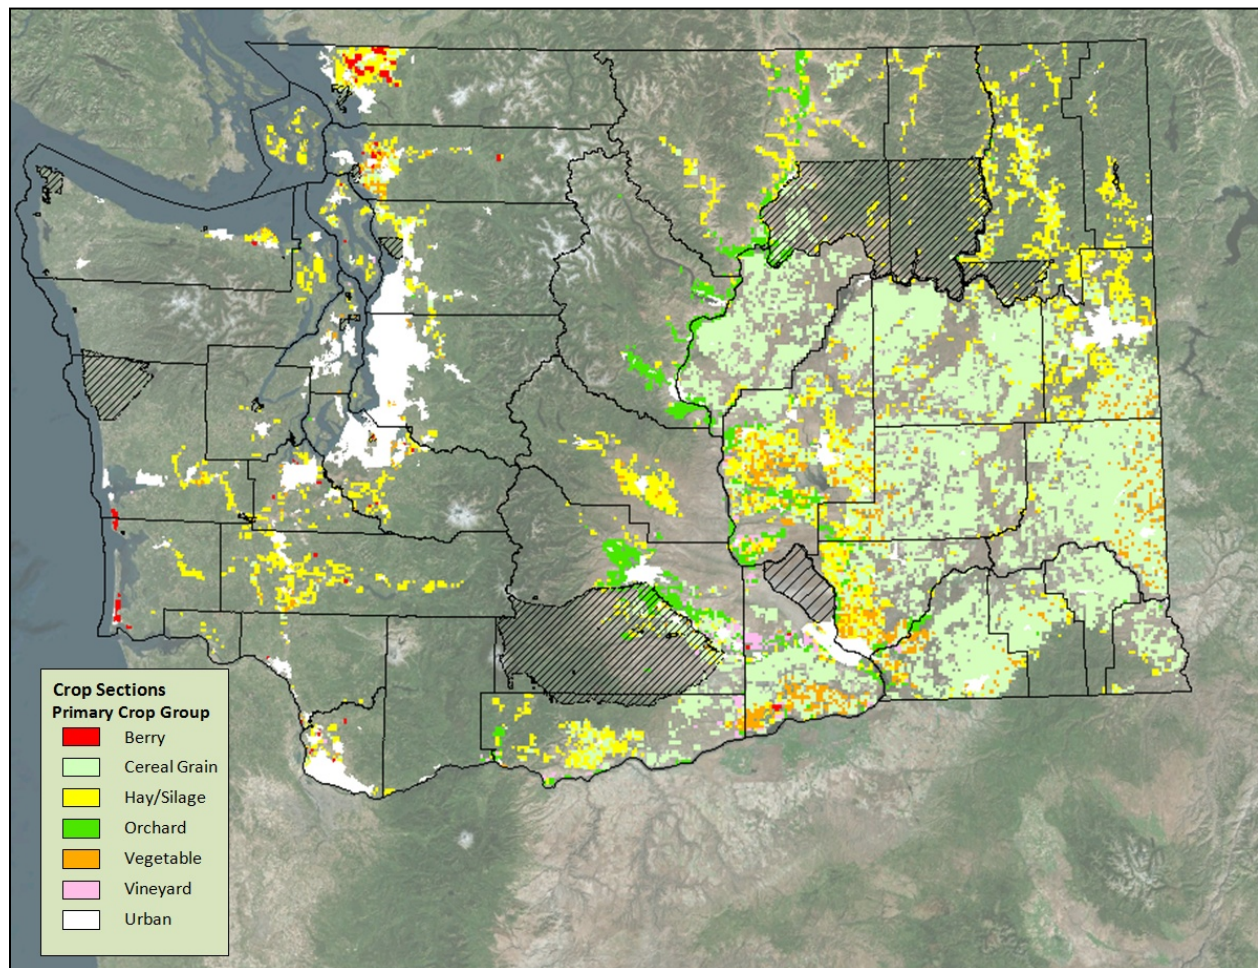 Crop Sections
Primary Crop Group
Berry
Cereal Grain
Hay/Silage
Orchard
Vegetable
Vineyard
Urban